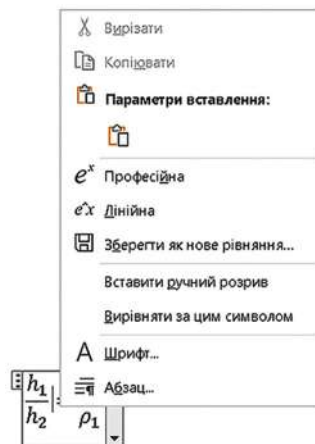 Вирізати
Копіювати
Параметри вставлення:
eˣ Професійна
e^x Лінійна
Зберегти як нове рівняння...
Вставити ручний розрив
Вирівняти за цим символом
А Шрифт...
Абзац...
h₁
h₂ ρ₁